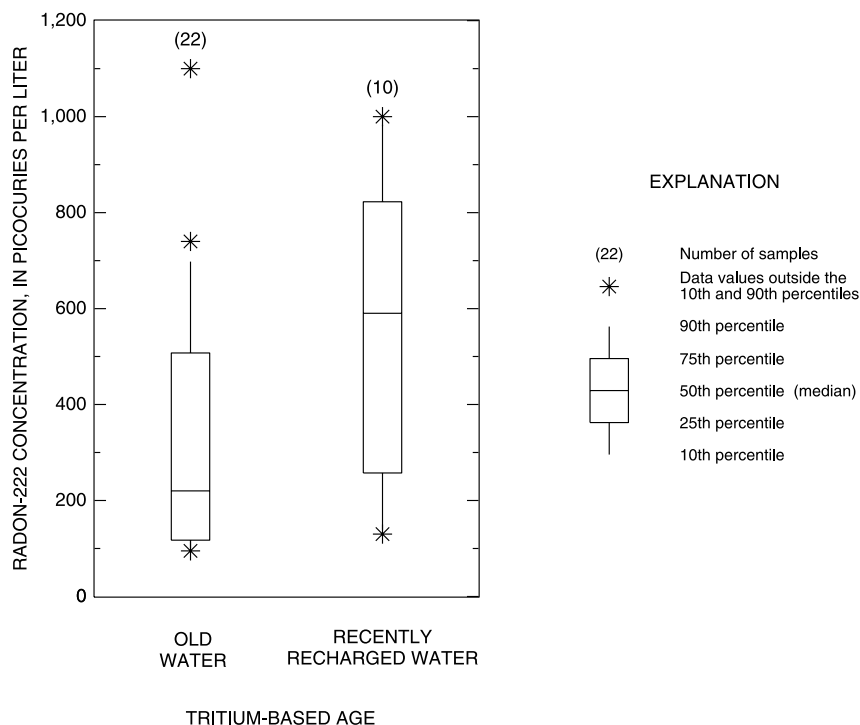 RADON-222 CONCENTRATION, IN PICOCURIES PER LITER
1,200
1,000
800
600
400
200
0
(22)
(10)
OLD
WATER
RECENTLY
RECHARGED WATER
TRITIUM-BASED AGE
EXPLANATION
(22) Number of samples
Data values outside the
10th and 90th percentiles
90th percentile
75th percentile
50th percentile (median)
25th percentile
10th percentile